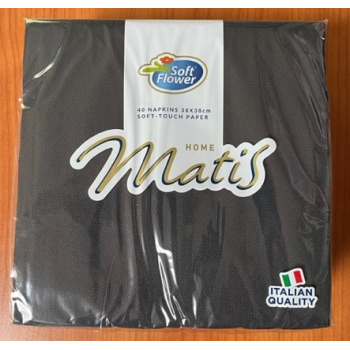 Soft
Flower
40 NAPKINS 38x38cm
SOFT-TOUCH PAPER
HOME
Matis
ITALIAN
QUALITY